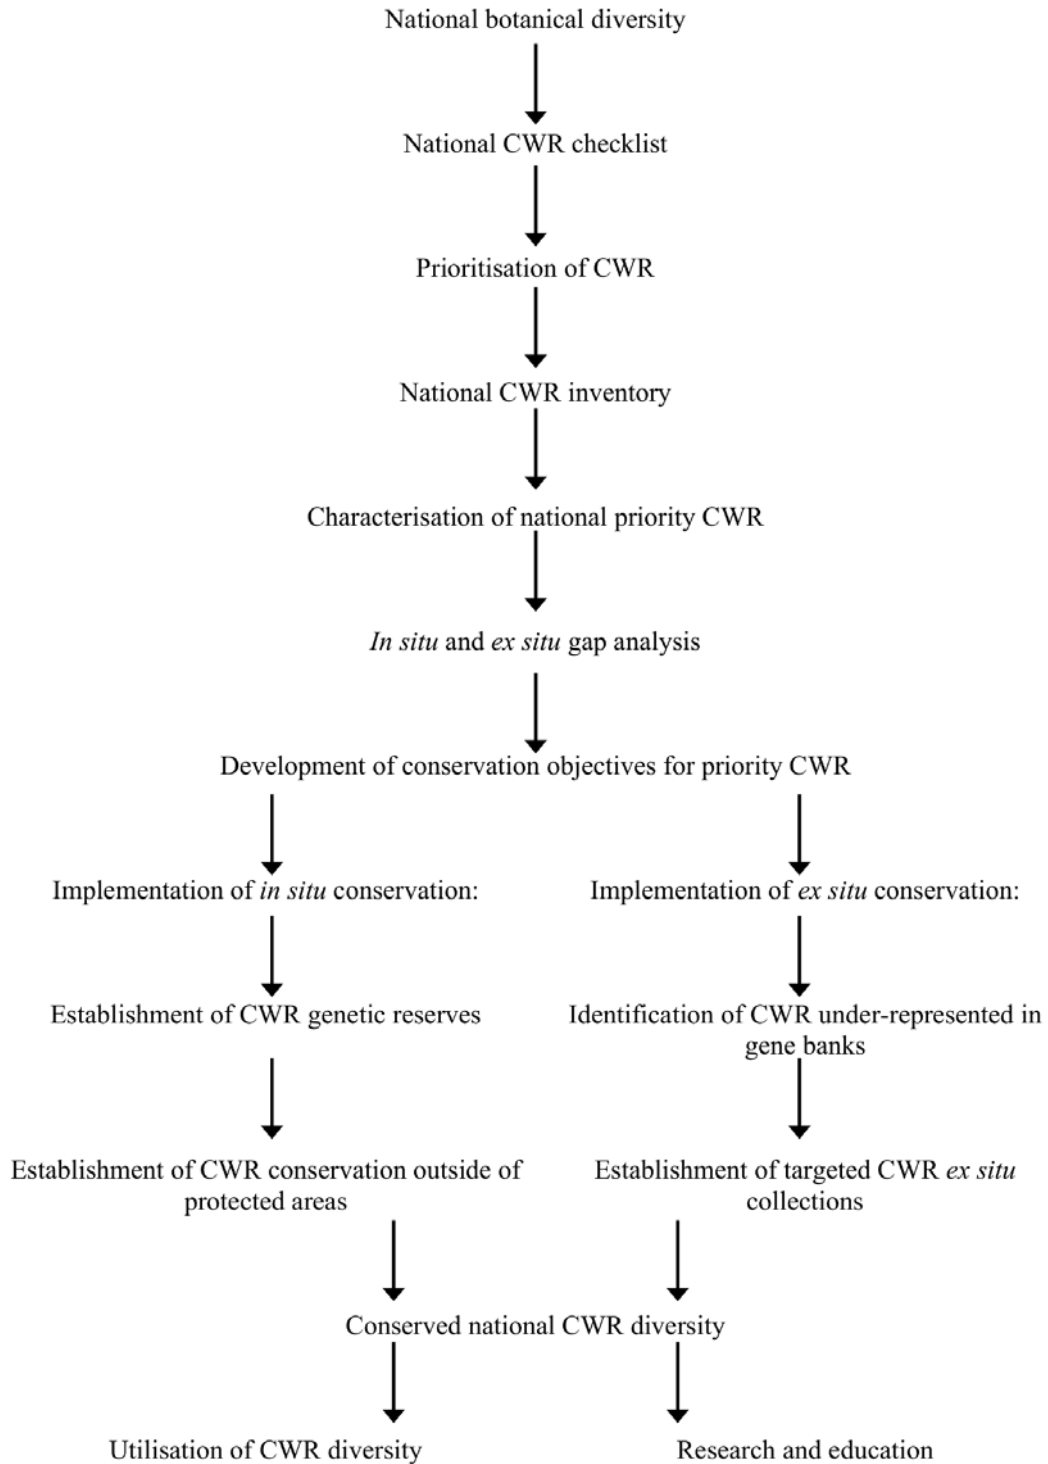 National botanical diversity
National CWR checklist
Prioritisation of CWR
National CWR inventory
Characterisation of national priority CWR
In situ and ex situ gap analysis
Development of conservation objectives for priority CWR
Implementation of in situ conservation:
Implementation of ex situ conservation:
Establishment of CWR genetic reserves
Identification of CWR under-represented in
gene banks
Establishment of CWR conservation outside of
protected areas
Establishment of targeted CWR ex situ
collections
Conserved national CWR diversity
Utilisation of CWR diversity
Research and education